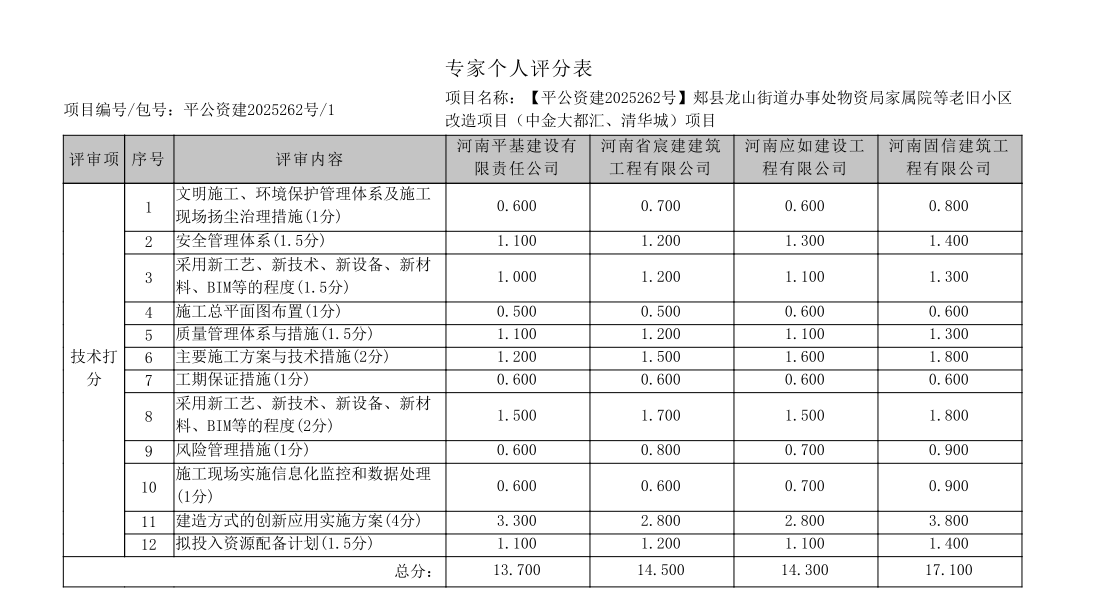 专家个人评分表
项目编号/包号：平公资建2025262号/1
项目名称：【平公资建2025262号】郏县龙山街道办事处物资局家属院等老旧小区
改造项目（中金大都汇、清华城）项目
评审项 序号 评审内容 河南平基建设有 河南省宸建建筑 河南应如建设工 河南固信建筑工
限责任公司 工程有限公司 程有限公司 程有限公司
技术打
分
1 文明施工、环境保护管理体系及施工 0.600 0.700 0.600 0.800
现场扬尘治理措施(1分)
2 安全管理体系(1.5分) 1.100 1.200 1.300 1.400
3 采用新工艺、新技术、新设备、新材 1.000 1.200 1.100 1.300
料、BIM等的程度(1.5分)
4 施工总平面图布置(1分) 0.500 0.500 0.600 0.600
5 质量管理体系与措施(1.5分) 1.100 1.200 1.100 1.300
6 主要施工方案与技术措施(2分) 1.200 1.500 1.600 1.800
7 工期保证措施(1分) 0.600 0.600 0.600 0.600
8 采用新工艺、新技术、新设备、新材 1.500 1.700 1.500 1.800
料、BIM等的程度(2分)
9 风险管理措施(1分) 0.600 0.800 0.700 0.900
10 施工现场实施信息化监控和数据处理 0.600 0.600 0.700 0.900
(1分)
11 建造方式的创新应用实施方案(4分) 3.300 2.800 2.800 3.800
12 拟投入资源配备计划(1.5分) 1.100 1.200 1.100 1.400
总分： 13.700 14.500 14.300 17.100